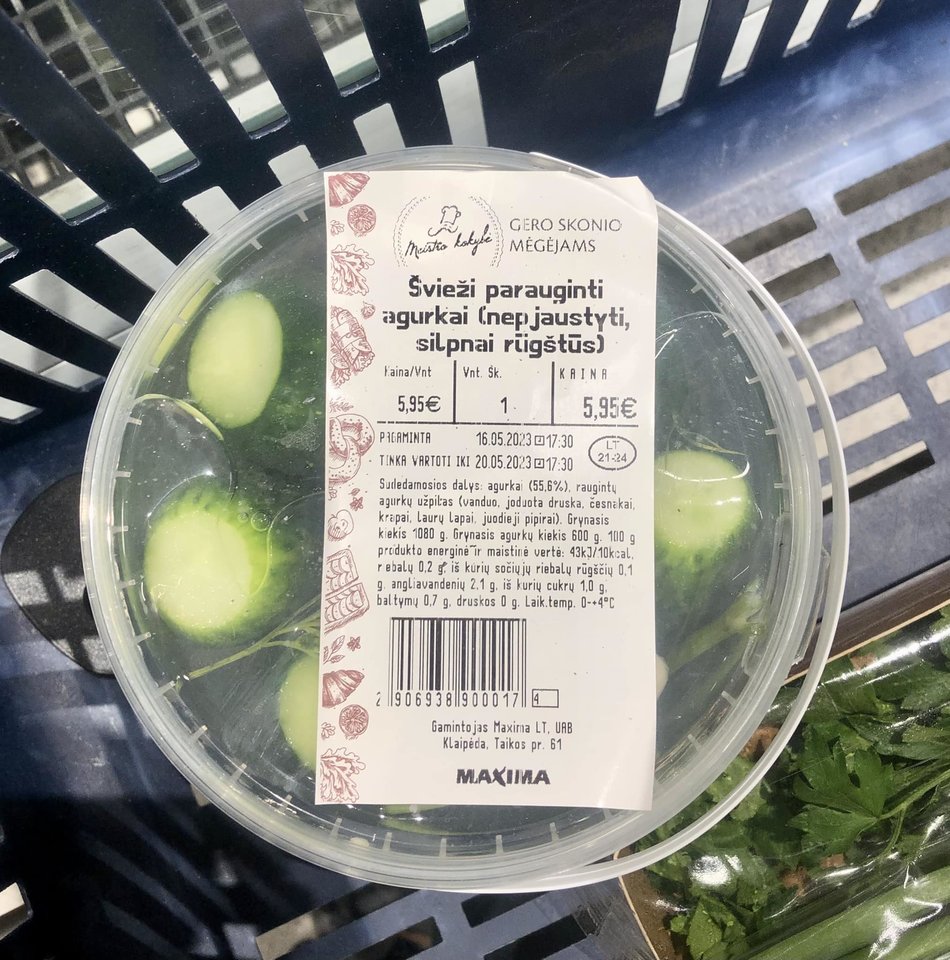 Meistro kokybė
GERO SKONIO
MĖGĖJAMS
Švieži parauginti
agurkai (nepjaustyti,
silpnai rūgštūs)
Kaina/Vnt Vnt. Šk. KAINA
5,95€ 1 5,95€
PAGAMINTA 16.05.2023 17:30
TINKA VARTOTI IKI 20.05.2023 17:30
LT
21-24
Sudedamosios dalys: agurkai (55,6%), raugintų
agurkų užpilas (vanduo, joduota druska, česnakai,
krapai, laurų lapai, juodieji pipirai). Grynasis
kiekis 1080 g. Grynasis agurkų kiekis 600 g. 100 g
produkto energinė ir maistinė vertė: 43kJ/10kcal,
riebalų 0,2 g, iš kurių sočiųjų riebalų rūgščių 0,1
g, angliavandenių 2,1 g, iš kurių cukrų 1,0 g,
baltymų 0,7 g, druskos 0 g. Laik.temp. 0-+4°C
2 906938 900017 4
Gamintojas Maxima LT, UAB
Klaipėda, Taikos pr. 61
MAXIMA